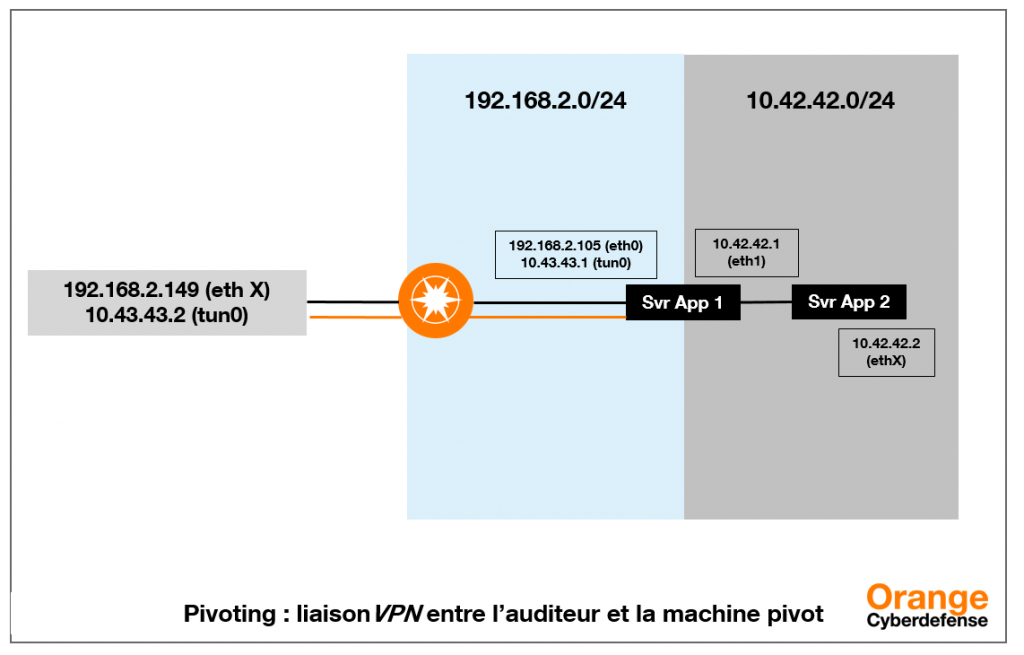 192.168.2.0/24
10.42.42.0/24
192.168.2.105 (eth0)
10.43.43.1 (tun0)
10.42.42.1
(eth1)
192.168.2.149 (eth X)
10.43.43.2 (tun0)
Svr App 1
Svr App 2
10.42.42.2
(ethX)
Pivoting : liaison VPN entre l'auditeur et la machine pivot
Orange
Cyberdefense